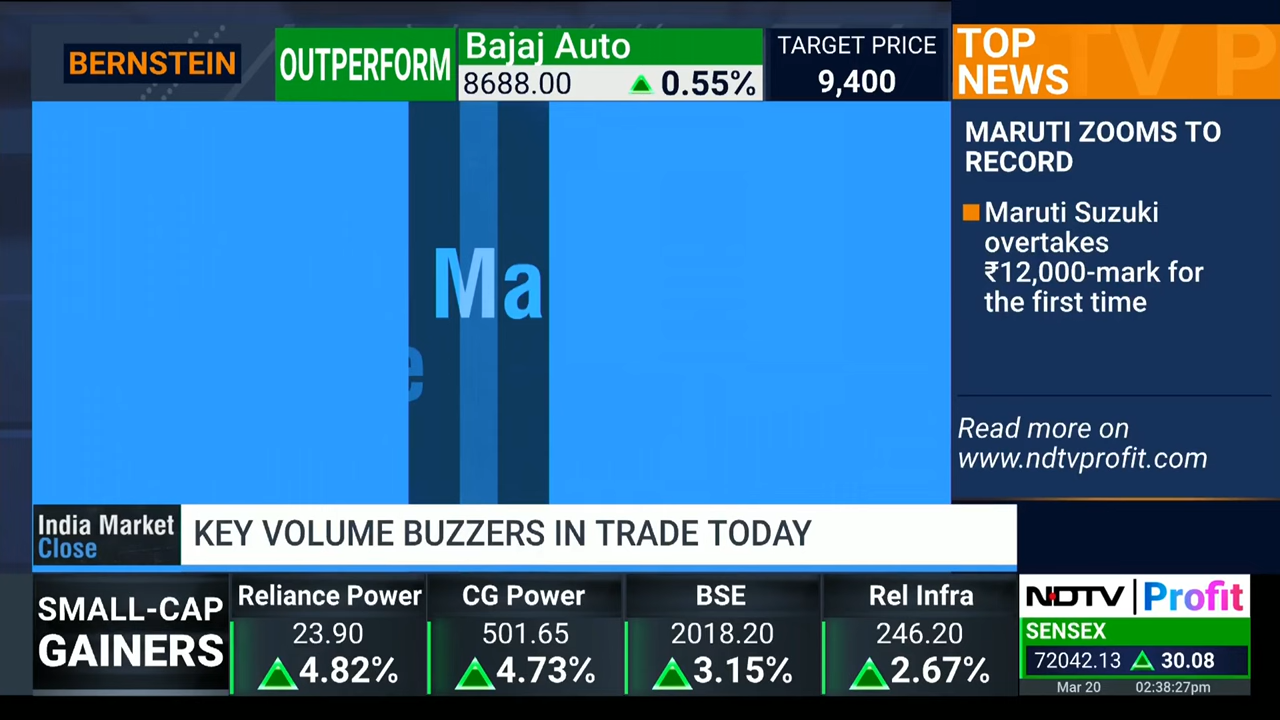 BERNSTEIN
OUTPERFORM
Bajaj Auto
8688.00 0.55%
TARGET PRICE
9,400
TOP
NEWS
MARUTI ZOOMS TO
RECORD
Maruti Suzuki
overtakes
₹12,000-mark for
the first time
Read more on
www.ndtvprofit.com
Ma
e
India Market
Close
KEY VOLUME BUZZERS IN TRADE TODAY
SMALL-CAP
GAINERS
Reliance Power
23.90
4.82%
CG Power
501.65
4.73%
BSE
2018.20
3.15%
Rel Infra
246.20
2.67%
NDTV Profit
SENSEX
72042.13 30.08
Mar 20 02:38:27pm